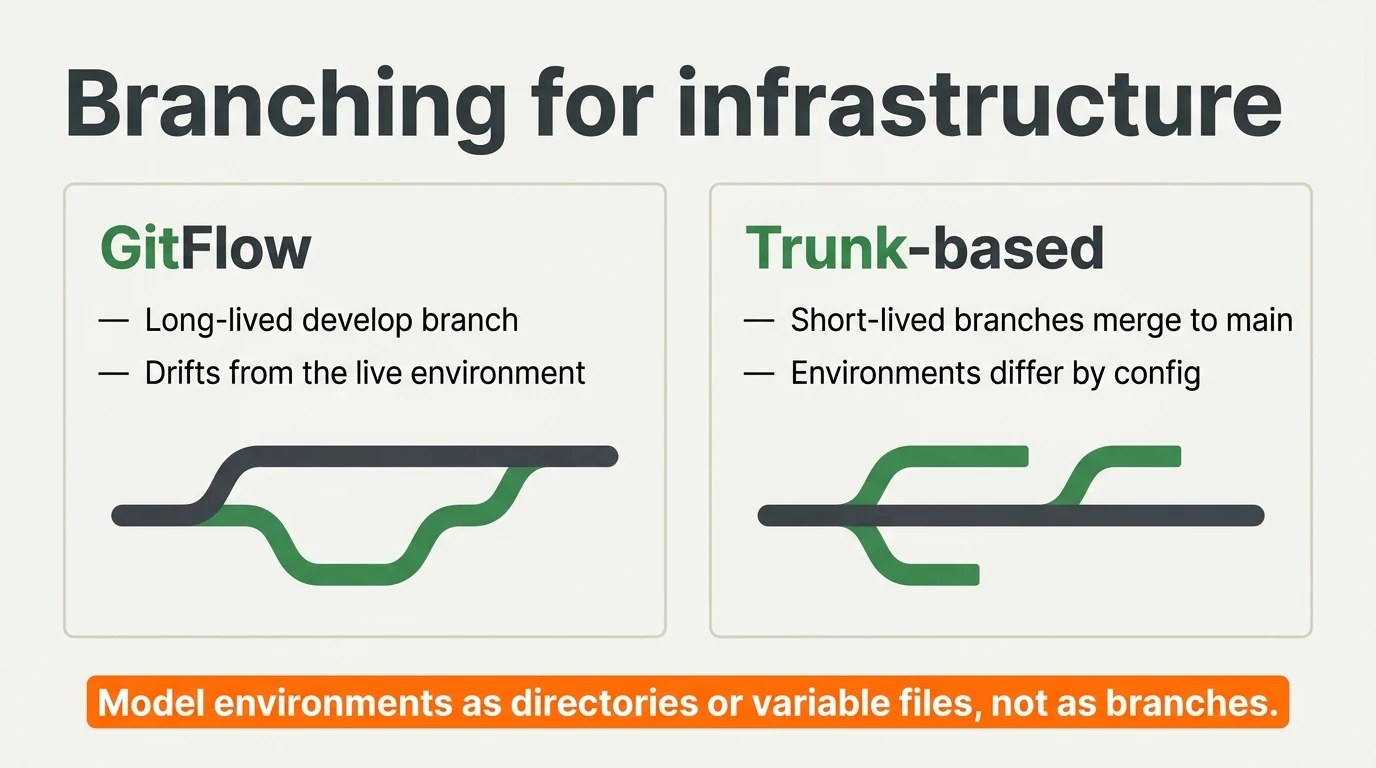 Branching for infrastructure
GitFlow
— Long-lived develop branch
— Drifts from the live environment
Trunk-based
— Short-lived branches merge to main
— Environments differ by config
Model environments as directories or variable files, not as branches.